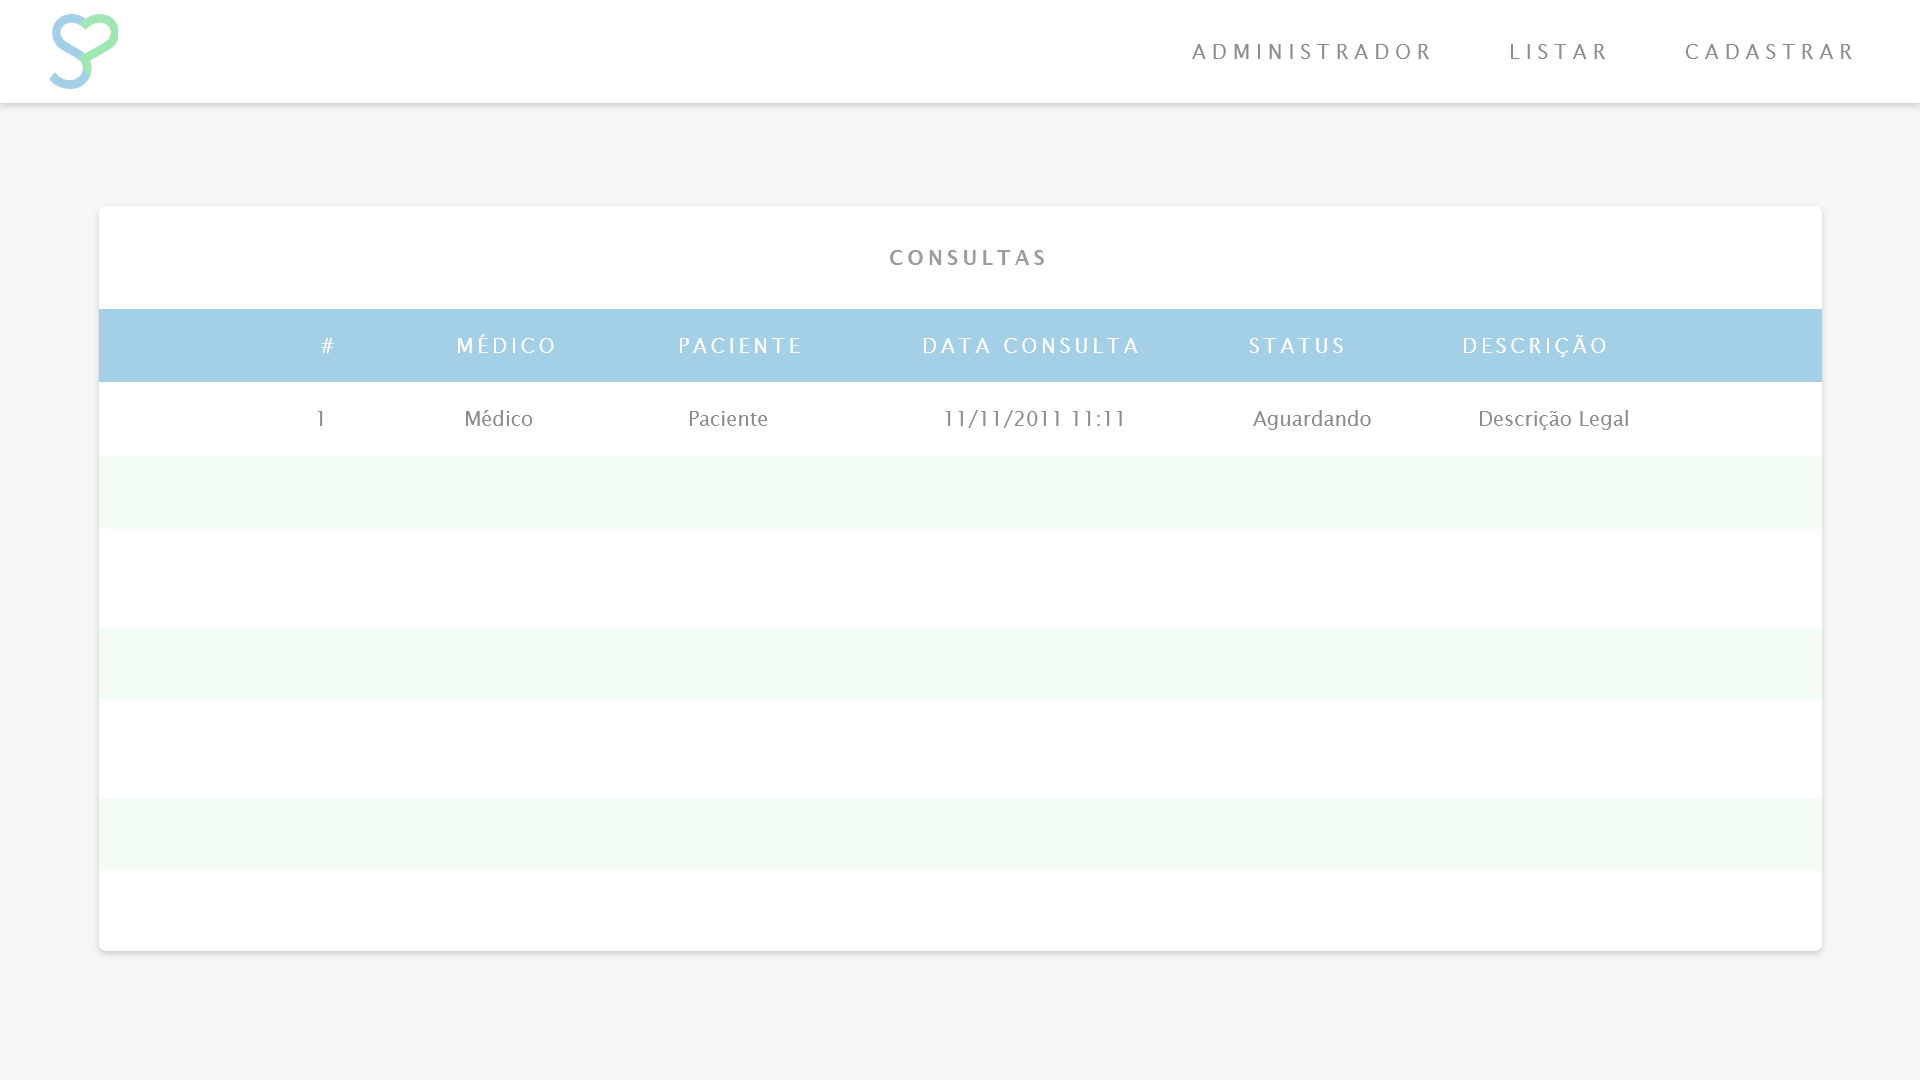 ADMINISTRADOR LISTAR CADASTRAR
CONSULTAS
# MÉDICO PACIENTE DATA CONSULTA STATUS DESCRIÇÃO
1 Médico Paciente 11/11/2011 11:11 Aguardando Descrição Legal